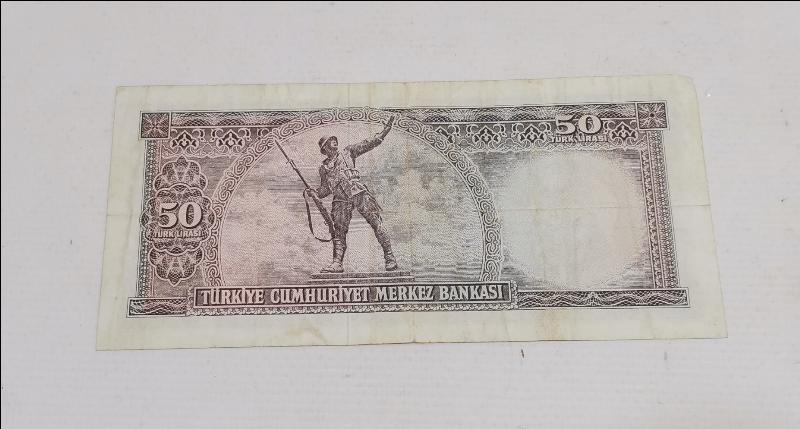 50
TÜRK LİRASI
50
TÜRK LİRASI
TÜRKİYE CUMHURİYET MERKEZ BANKASI